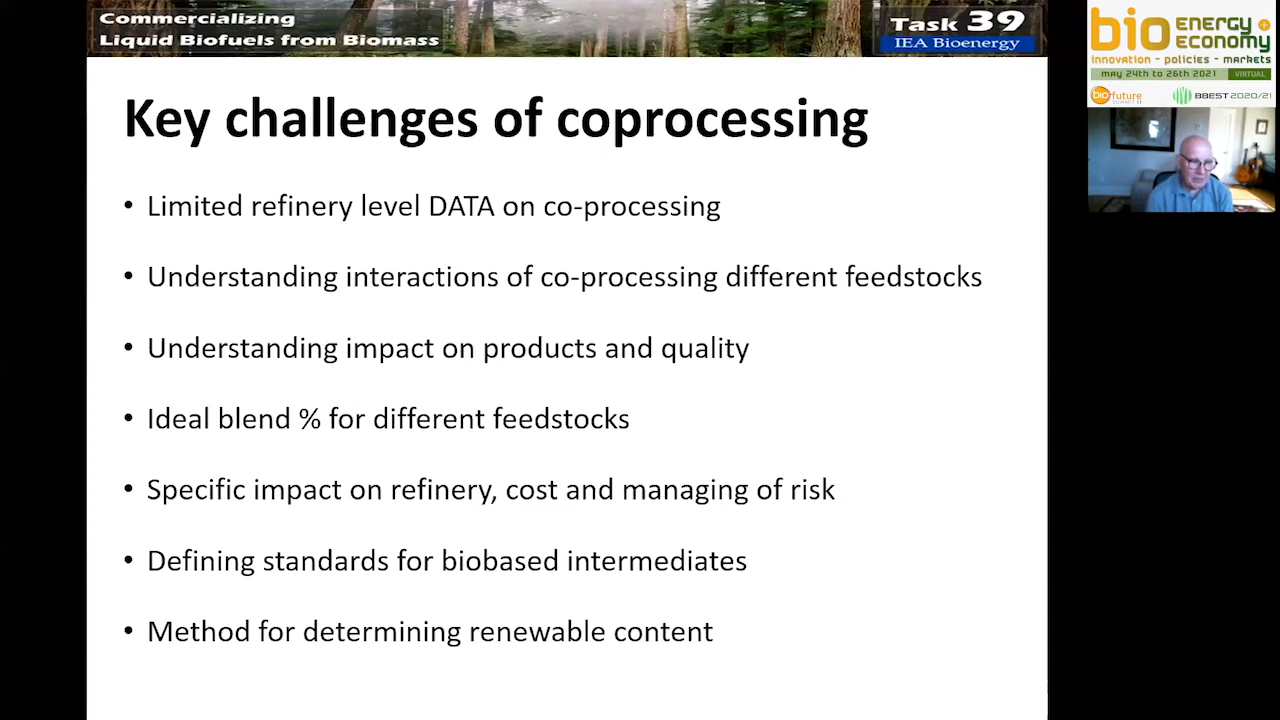 Commercializing
Liquid Biofuels from Biomass
Task 39
IEA Bioenergy
Key challenges of coprocessing
• Limited refinery level DATA on co-processing
• Understanding interactions of co-processing different feedstocks
• Understanding impact on products and quality
• Ideal blend % for different feedstocks
• Specific impact on refinery, cost and managing of risk
• Defining standards for biobased intermediates
• Method for determining renewable content
bio ENERGY +
ECONOMY
innovation - policies - markets
may 24th to 26th 2021 VIRTUAL
biofuture
SUMMIT II
BBEST 2020/21